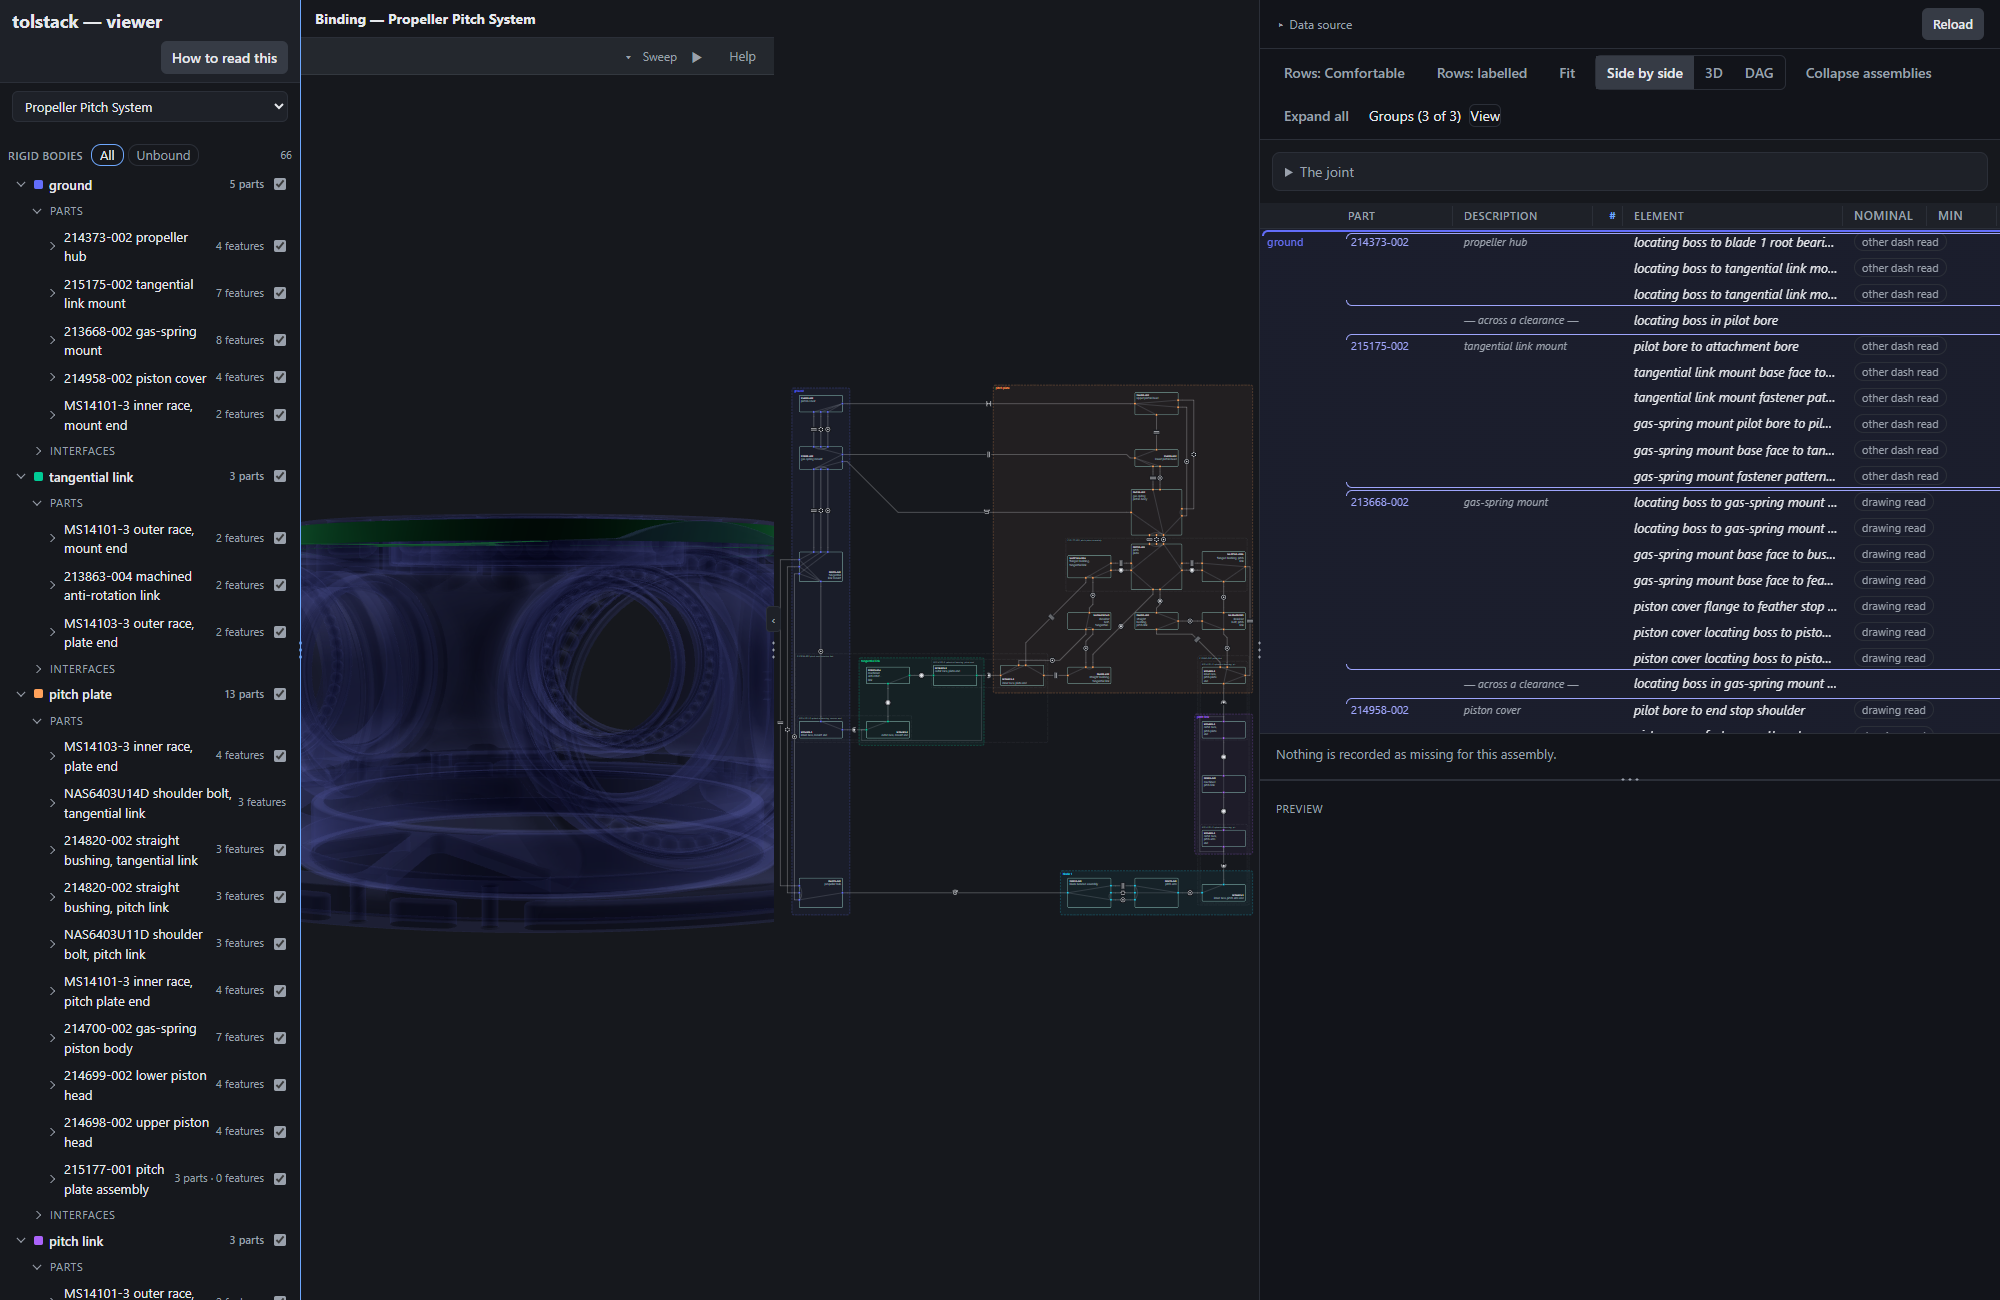 tolstack — viewer
How to read this
Propeller Pitch System
RIGID BODIES All Unbound 66
ground 5 parts
PARTS
214373-002 propeller hub 4 features
215175-002 tangential link mount 7 features
213668-002 gas-spring mount 8 features
214958-002 piston cover 4 features
MS14101-3 inner race, mount end 2 features
INTERFACES
tangential link 3 parts
PARTS
MS14101-3 outer race, mount end 2 features
213863-004 machined anti-rotation link 2 features
MS14103-3 outer race, plate end 2 features
INTERFACES
pitch plate 13 parts
PARTS
MS14103-3 inner race, plate end 4 features
NAS6403U14D shoulder bolt, tangential link 3 features
214820-002 straight bushing, tangential link 3 features
214820-002 straight bushing, pitch link 3 features
NAS6403U11D shoulder bolt, pitch link 3 features
MS14101-3 inner race, pitch plate end 4 features
214700-002 gas-spring piston body 7 features
214699-002 lower piston head 4 features
214698-002 upper piston head 4 features
215177-001 pitch plate assembly 3 parts · 0 features
INTERFACES
pitch link 3 parts
PARTS
MS14101-3 outer race,
Binding — Propeller Pitch System
Sweep
Help
Data source
Reload
Rows: Comfortable Rows: labelled Fit Side by side 3D DAG Collapse assemblies
Expand all Groups (3 of 3) View
The joint
PART DESCRIPTION # ELEMENT NOMINAL MIN
ground 214373-002 propeller hub locating boss to blade 1 root beari... other dash read
locating boss to tangential link mo... other dash read
locating boss to tangential link mo... other dash read
— across a clearance — locating boss in pilot bore
215175-002 tangential link mount pilot bore to attachment bore other dash read
tangential link mount base face to... other dash read
tangential link mount fastener pat... other dash read
gas-spring mount pilot bore to pil... other dash read
gas-spring mount base face to tan... other dash read
gas-spring mount fastener pattern... other dash read
213668-002 gas-spring mount locating boss to gas-spring mount ... drawing read
locating boss to gas-spring mount ... drawing read
gas-spring mount base face to bus... drawing read
gas-spring mount base face to fea... drawing read
piston cover flange to feather stop ... drawing read
piston cover locating boss to pisto... drawing read
piston cover locating boss to pisto... drawing read
— across a clearance — locating boss in gas-spring mount ...
214958-002 piston cover pilot bore to end stop shoulder drawing read
Nothing is recorded as missing for this assembly.
PREVIEW